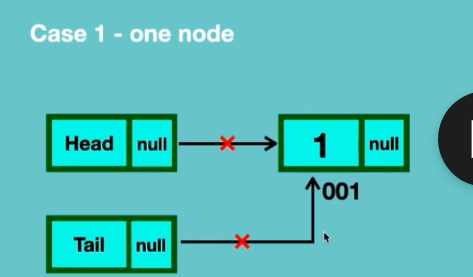 Case 1 - one node
Head null
1 null
001
Tail null